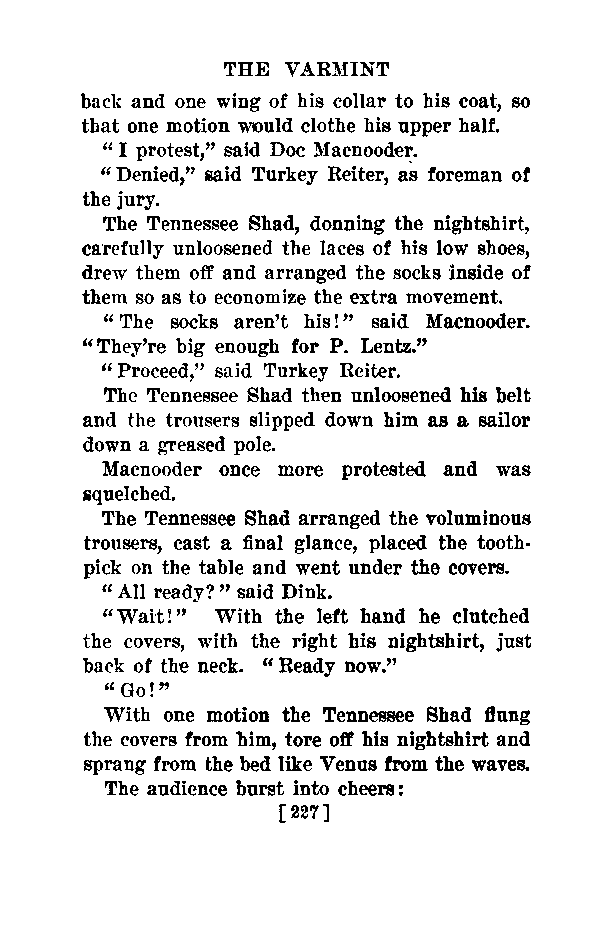 THE VARMINT
back and one wing of his collar to his coat, so
that one motion would clothe his upper half.
“I protest,” said Doc Macnooder.
“Denied,” said Turkey Reiter, as foreman of
the jury.
The Tennessee Shad, donning the nightshirt,
carefully unloosened the laces of his low shoes,
drew them off and arranged the socks inside of
them so as to economize the extra movement.
“The socks aren’t his!” said Macnooder.
“They’re big enough for P. Lentz.”
“Proceed,” said Turkey Reiter.
The Tennessee Shad then unloosened his belt
and the trousers slipped down him as a sailor
down a greased pole.
Macnooder once more protested and was
squelched.
The Tennessee Shad arranged the voluminous
trousers, cast a final glance, placed the tooth-
pick on the table and went under the covers.
“All ready?” said Dink.
“Wait!” With the left hand he clutched
the covers, with the right his nightshirt, just
back of the neck. “Ready now.”
“Go!”
With one motion the Tennessee Shad flung
the covers from him, tore off his nightshirt and
sprang from the bed like Venus from the waves.
The audience burst into cheers:
[227]